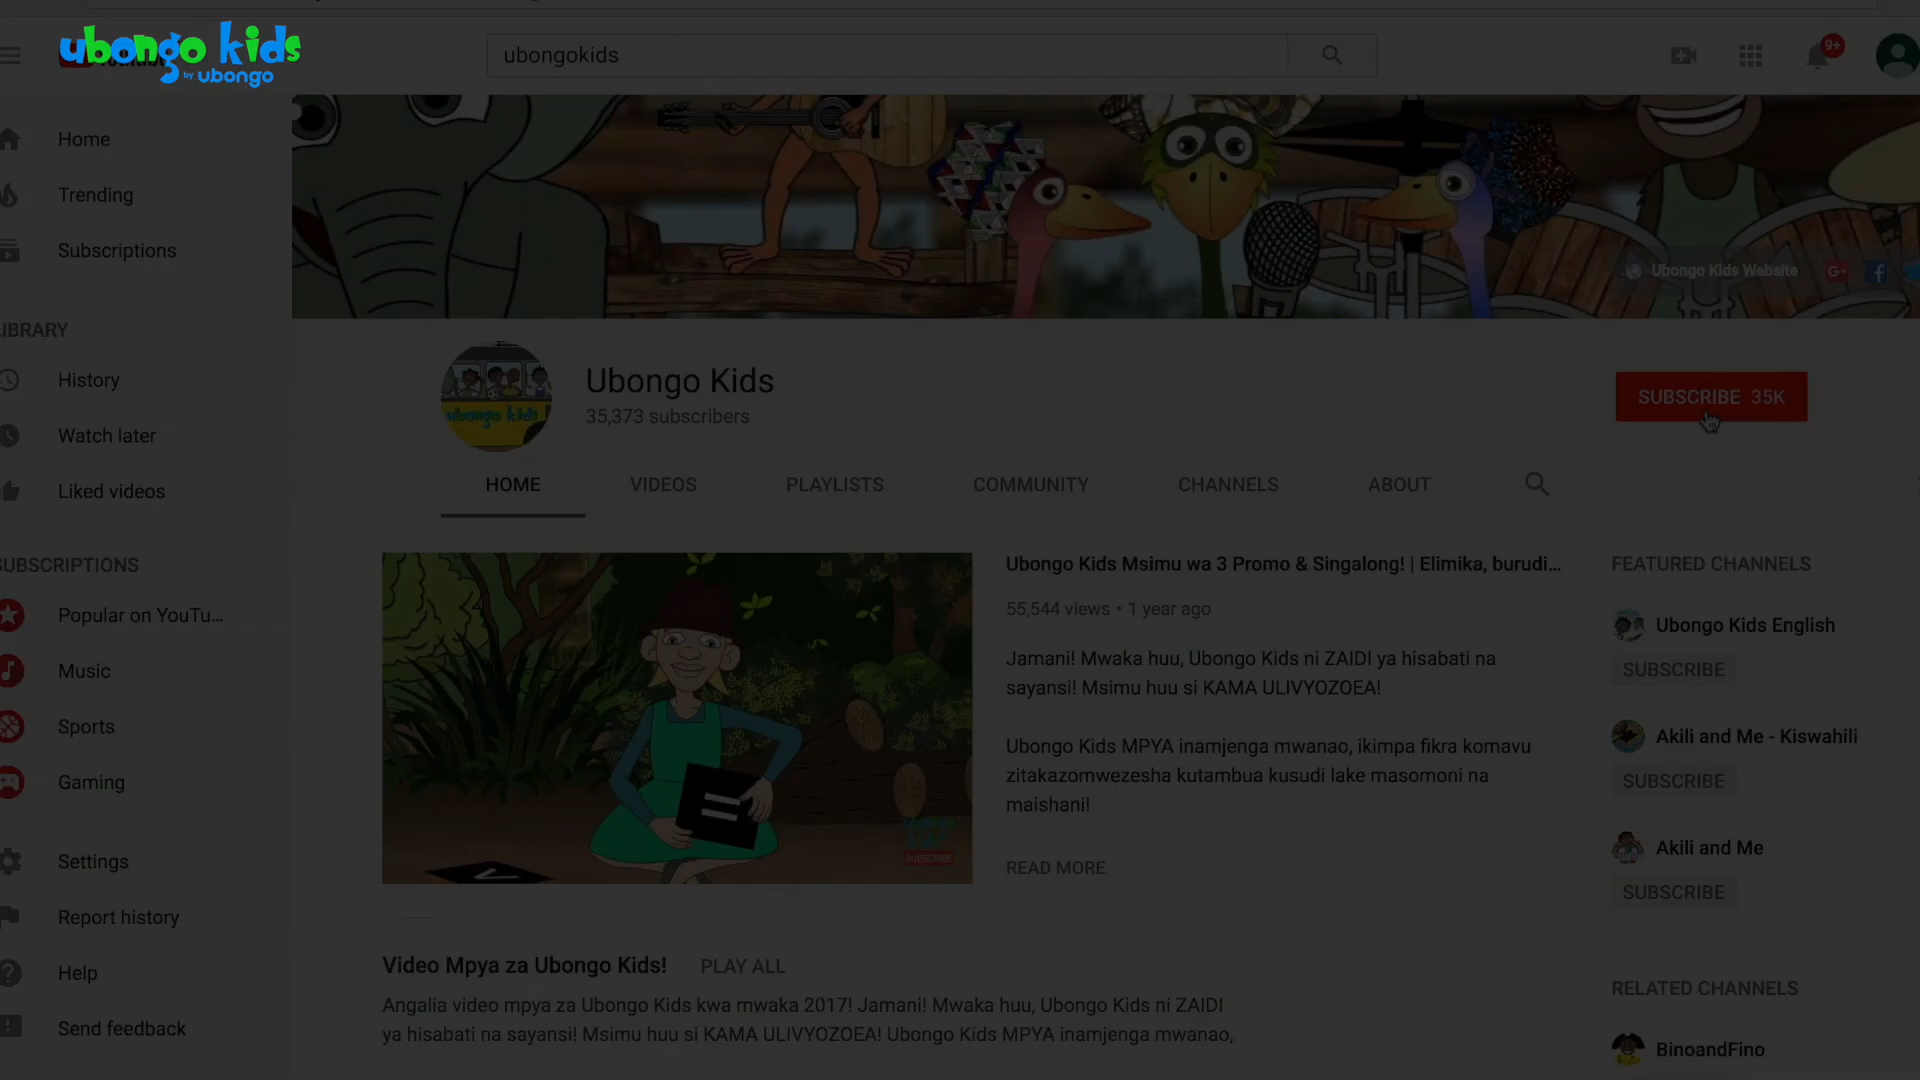 ubongo kids
by ubongo
ubongokids
9+
Home
Trending
Subscriptions
LIBRARY
History
Watch later
Liked videos
SUBSCRIPTIONS
Popular on YouTu...
Music
Sports
Gaming
Settings
Report history
Help
Send feedback
Ubongo Kids Website
G+
f
ubongo kids
Ubongo Kids
35,373 subscribers
SUBSCRIBE 35K
HOME
VIDEOS
PLAYLISTS
COMMUNITY
CHANNELS
ABOUT
SUBSCRIBE
Ubongo Kids Msimu wa 3 Promo & Singalong! | Elimika, burudi...
55,544 views • 1 year ago
Jamani! Mwaka huu, Ubongo Kids ni ZAIDI ya hisabati na
sayansi! Msimu huu si KAMA ULIVYOZOEA!
Ubongo Kids MPYA inamjenga mwanao, ikimpa fikra komavu
zitakazomwezesha kutambua kusudi lake masomoni na
maishani!
READ MORE
Video Mpya za Ubongo Kids!
PLAY ALL
Angalia video mpya za Ubongo Kids kwa mwaka 2017! Jamani! Mwaka huu, Ubongo Kids ni ZAIDI
ya hisabati na sayansi! Msimu huu si KAMA ULIVYOZOEA! Ubongo Kids MPYA inamjenga mwanao,
FEATURED CHANNELS
Ubongo Kids English
SUBSCRIBE
Akili and Me - Kiswahili
SUBSCRIBE
Akili and Me
SUBSCRIBE
RELATED CHANNELS
BinoandFino